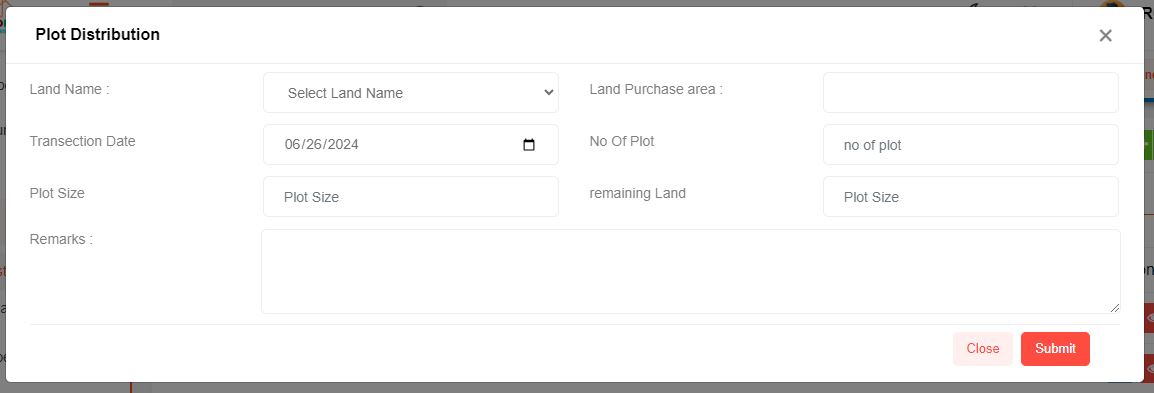 Plot Distribution
Land Name : Select Land Name Land Purchase area :
Transection Date 06/26/2024 No Of Plot no of plot
Plot Size Plot Size remaining Land Plot Size
Remarks :
Close Submit